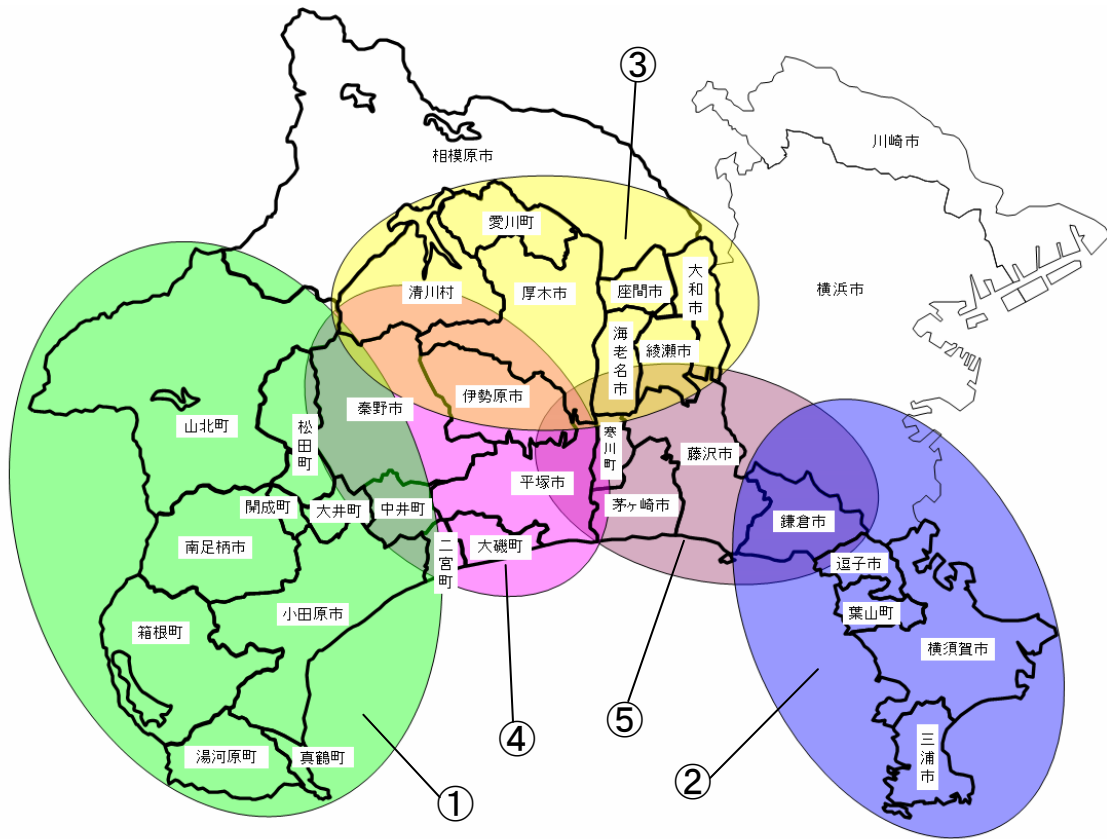 ③
川崎市
相模原市
愛川町
大和市
清川村
厚木市
座間市
横浜市
海老名市
綾瀬市
伊勢原市
秦野市
山北町
松田町
寒川町
藤沢市
平塚市
開成町
大井町
中井町
茅ヶ崎市
鎌倉市
南足柄市
二宮町
大磯町
逗子市
小田原市
葉山町
箱根町
横須賀市
⑤
④
②
三浦市
湯河原町
真鶴町
①